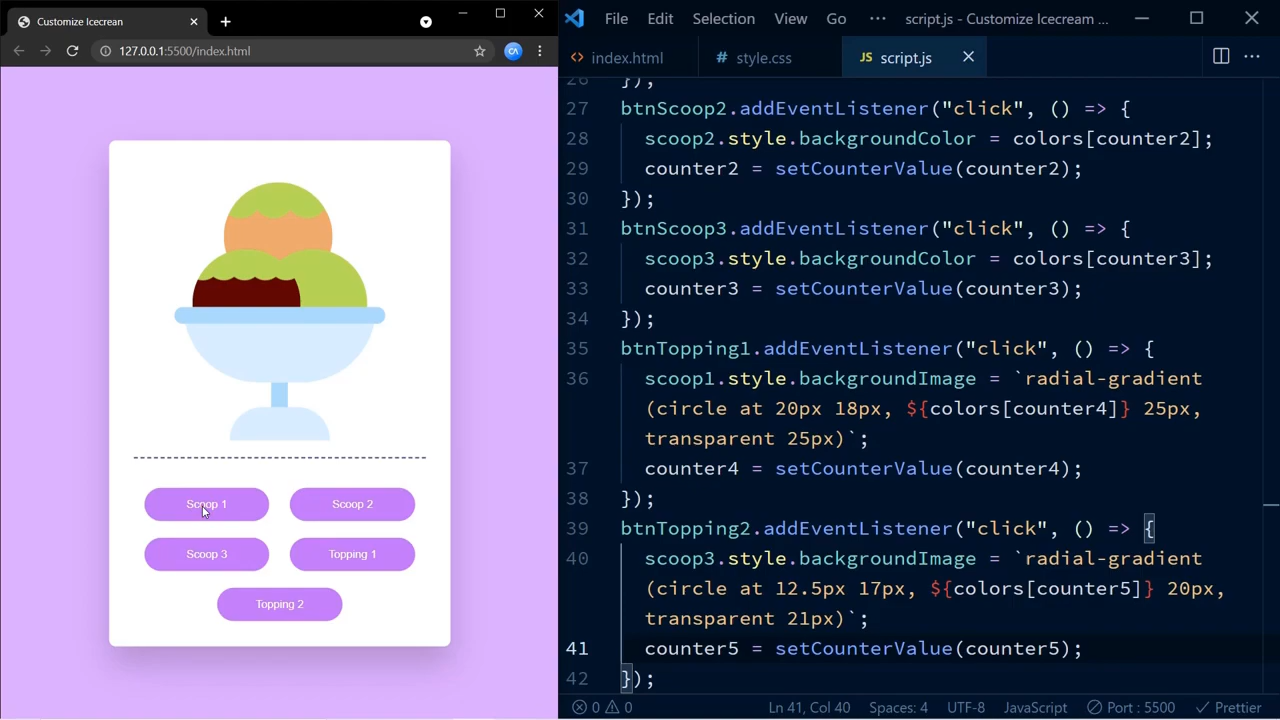 Customize Icecrean
127.0.0.1:5500/index.html
CA
Scoop 1
Scoop 2
Scoop 3
Topping 1
Topping 2
File Edit Selection View Go ··· script.js - Customize Icecream ...
<> index.html
# style.css
JS script.js
26 });
27 btnScoop2.addEventListener("click", () => {
28 scoop2.style.backgroundColor = colors[counter2];
29 counter2 = setCounterValue(counter2);
30 });
31 btnScoop3.addEventListener("click", () => {
32 scoop3.style.backgroundColor = colors[counter3];
33 counter3 = setCounterValue(counter3);
34 });
35 btnTopping1.addEventListener("click", () => {
36 scoop1.style.backgroundImage = `radial-gradient
(circle at 20px 18px, ${colors[counter4]} 25px,
transparent 25px)`;
37 counter4 = setCounterValue(counter4);
38 });
39 btnTopping2.addEventListener("click", () => {
40 scoop3.style.backgroundImage = `radial-gradient
(circle at 12.5px 17px, ${colors[counter5]} 20px,
transparent 21px)`;
41 counter5 = setCounterValue(counter5);
42 });
0 0 Ln 41, Col 40 Spaces: 4 UTF-8 JavaScript Port : 5500 Prettier